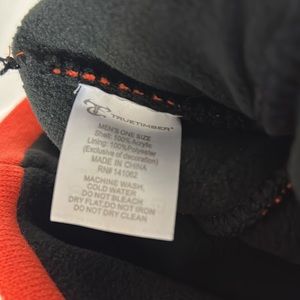 TRUETIMBER®
MEN'S ONE SIZE
Shell: 100% Acrylic
Lining: 100%Polyester
(Exclusive of decoration)
MADE IN CHINA
RN# 141062
MACHINE WASH,
COLD WATER
DO NOT BLEACH
DRY FLAT,DO NOT IRON
DO NOT DRY CLEAN